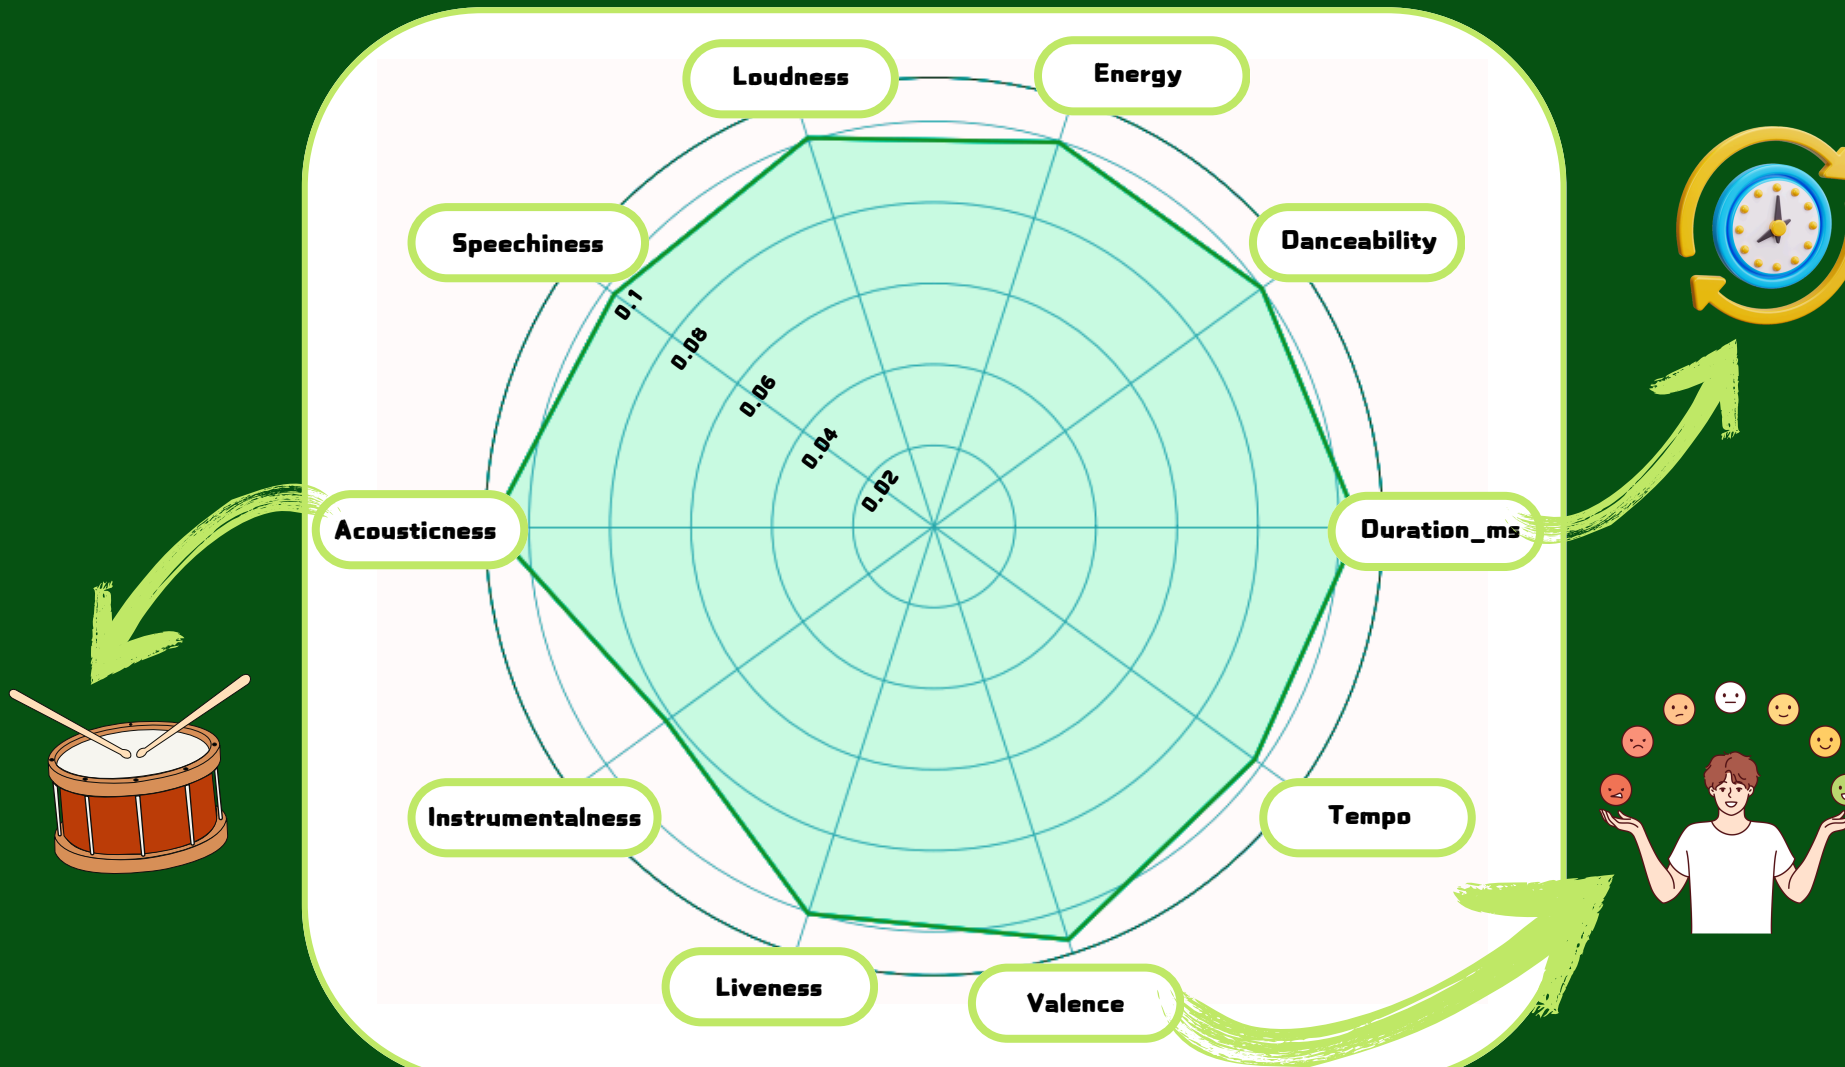 Loudness
Energy
Speechiness
Danceability
0.1
0.08
0.06
0.04
0.02
Acousticness
Duration_ms
Instrumentalness
Tempo
Liveness
Valence